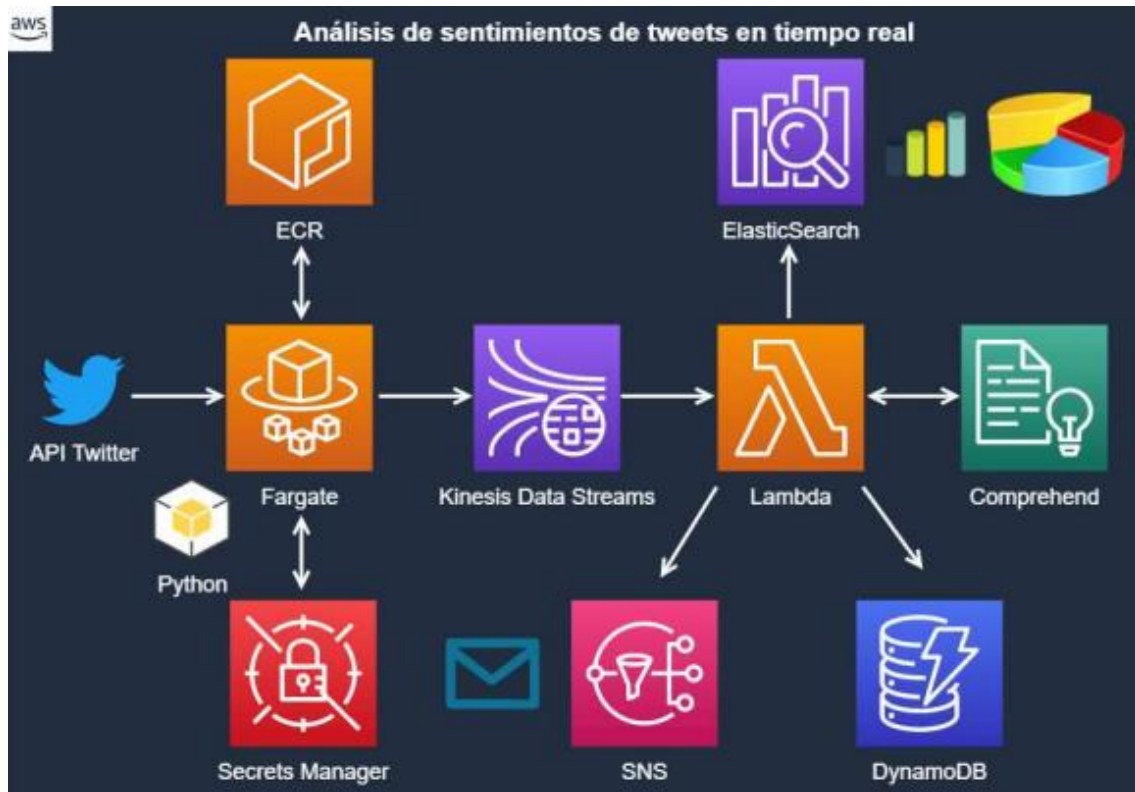 aws
Análisis de sentimientos de tweets en tiempo real
ECR
ElasticSearch
API Twitter
Fargate
Kinesis Data Streams
Lambda
Comprehend
Python
Secrets Manager
SNS
DynamoDB